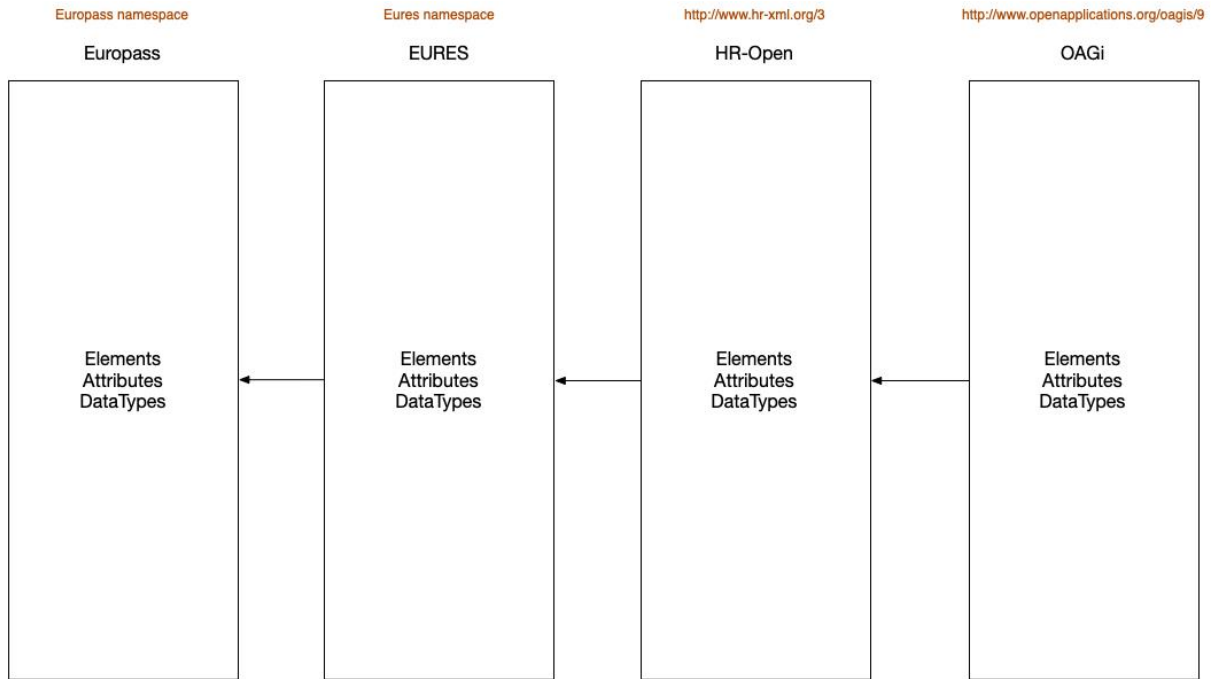 Europass namespace
Eures namespace
http://www.hr-xml.org/3
http://www.openapplications.org/oagis/9
Europass
EURES
HR-Open
OAGi
Elements
Attributes
DataTypes
Elements
Attributes
DataTypes
Elements
Attributes
DataTypes
Elements
Attributes
DataTypes